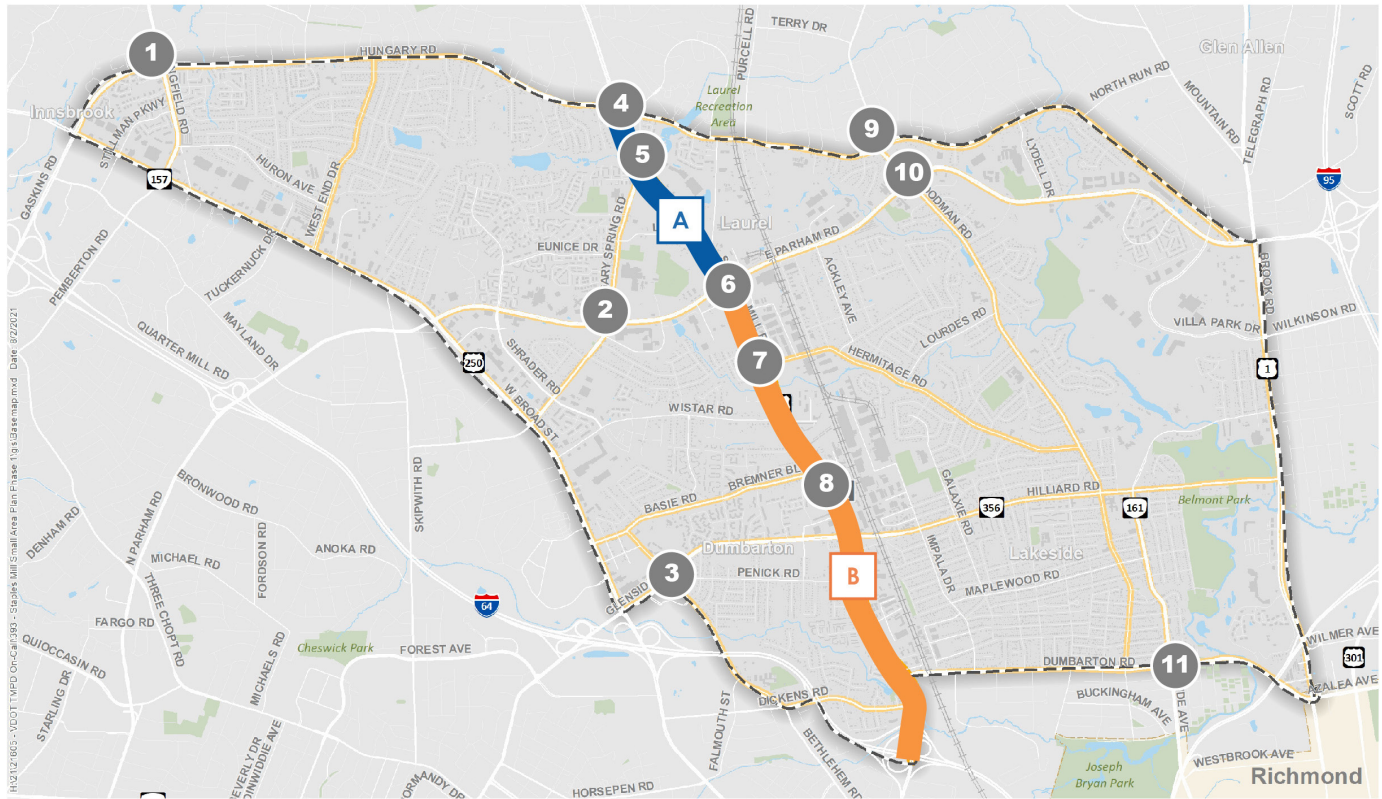 TERRY DR
PURCELL RD
Glen Allen
1
HUNGARY RD
NORTH RUN RD
MOUNTAIN RD
TELEGRAPH RD
SCOTT RD
Innsbrook
STILLMAN PKWY
4
Laurel
Recreation
Area
9
5
10
LYDELL DR
95
GASKINS RD
157
HURON AVE
WEST END DR
A
Laurel
EUNICE DR
E PARHAM RD
PEMBERTON RD
TUCKERNUCK DR
6
2
ACKLEY AVE
BROOK RD
MAYLAND DR
QUARTER MILL RD
LOURDES RD
VILLA PARK DR
WILKINSON RD
SHRADER RD
7
HERMITAGE RD
250
1
W BROAD ST
WISTAR RD
BREMNER BL
8
BASIE RD
SKIPWITH RD
BRONWOOD RD
N PARHAM RD
DENHAM RD
FORDSON RD
ANOKA RD
MICHAEL RD
GALAXIE RD
HILLIARD RD
356
161
Belmont Park
Dumbarton
Lakeside
IMPALA DR
3
PENICK RD
B
MAPLEWOOD RD
THREE CHOPT RD
64
FARGO RD
QUIOCCASIN RD
MICHAELS RD
Cheswick Park
FOREST AVE
STARLING DR
DICKENS RD
FALMOUTH ST
BETHLEHEM RD
DUMBARTON RD
11
WILMER AVE
301
AZALEA AVE
BUCKINGHAM AVE
WESTBROOK AVE
Joseph
Bryan Park
Richmond
HORSEPEN RD